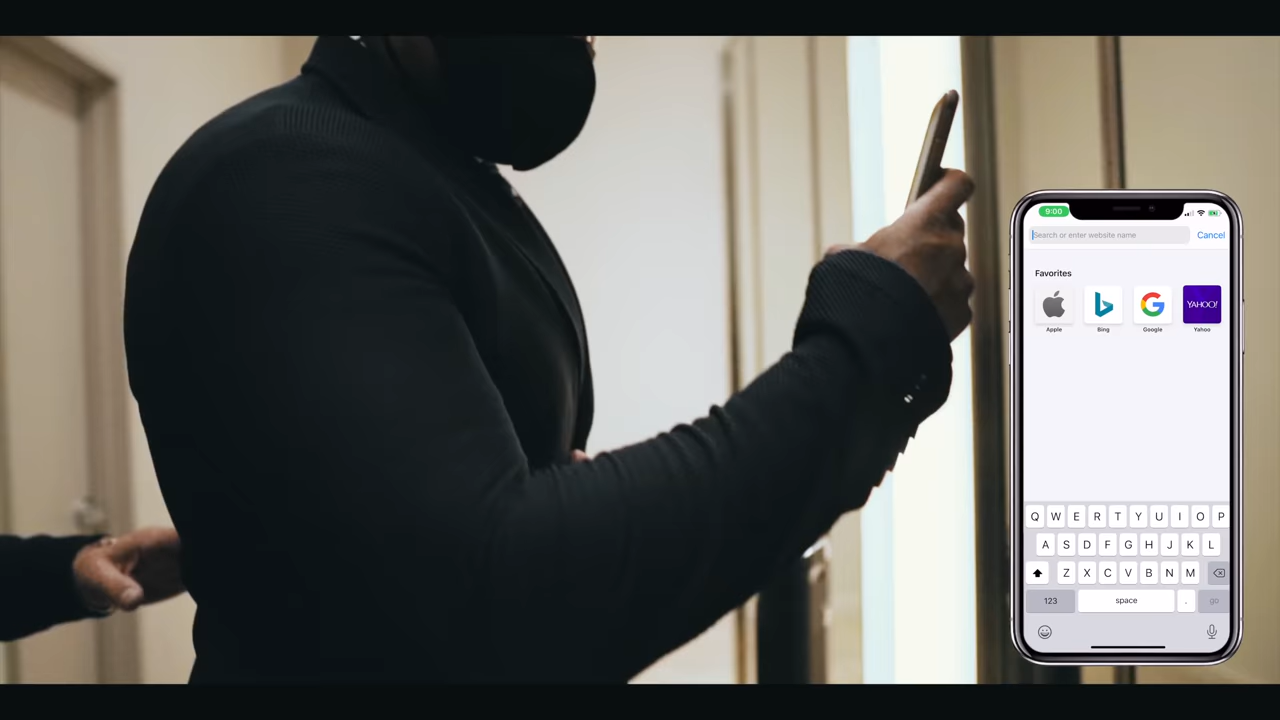 9:00
Search or enter website name Cancel
Favorites
YAHOO!
Apple Bing Google Yahoo
Q W E R T Y U I O P
A S D F G H J K L
Z X C V B N M
123 space . go